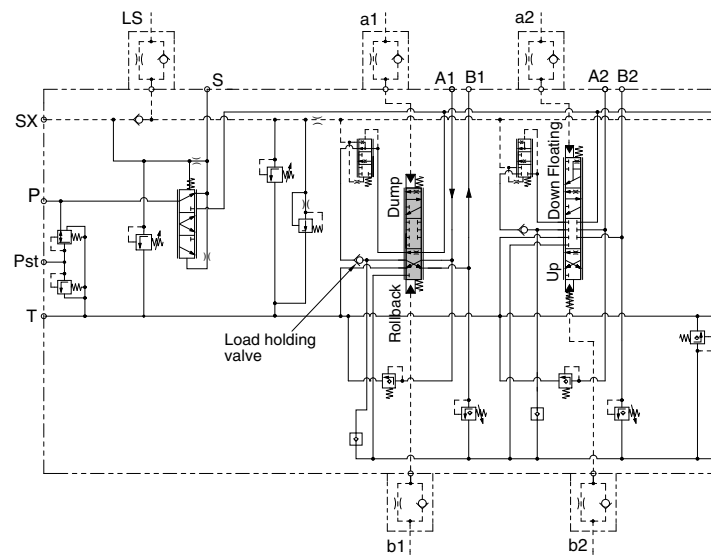 LS
a1
a2
S
A1
B1
A2
B2
SX
P
Pst
T
Dump
Rollback
Down Floating
Up
Load holding
valve
b1
b2